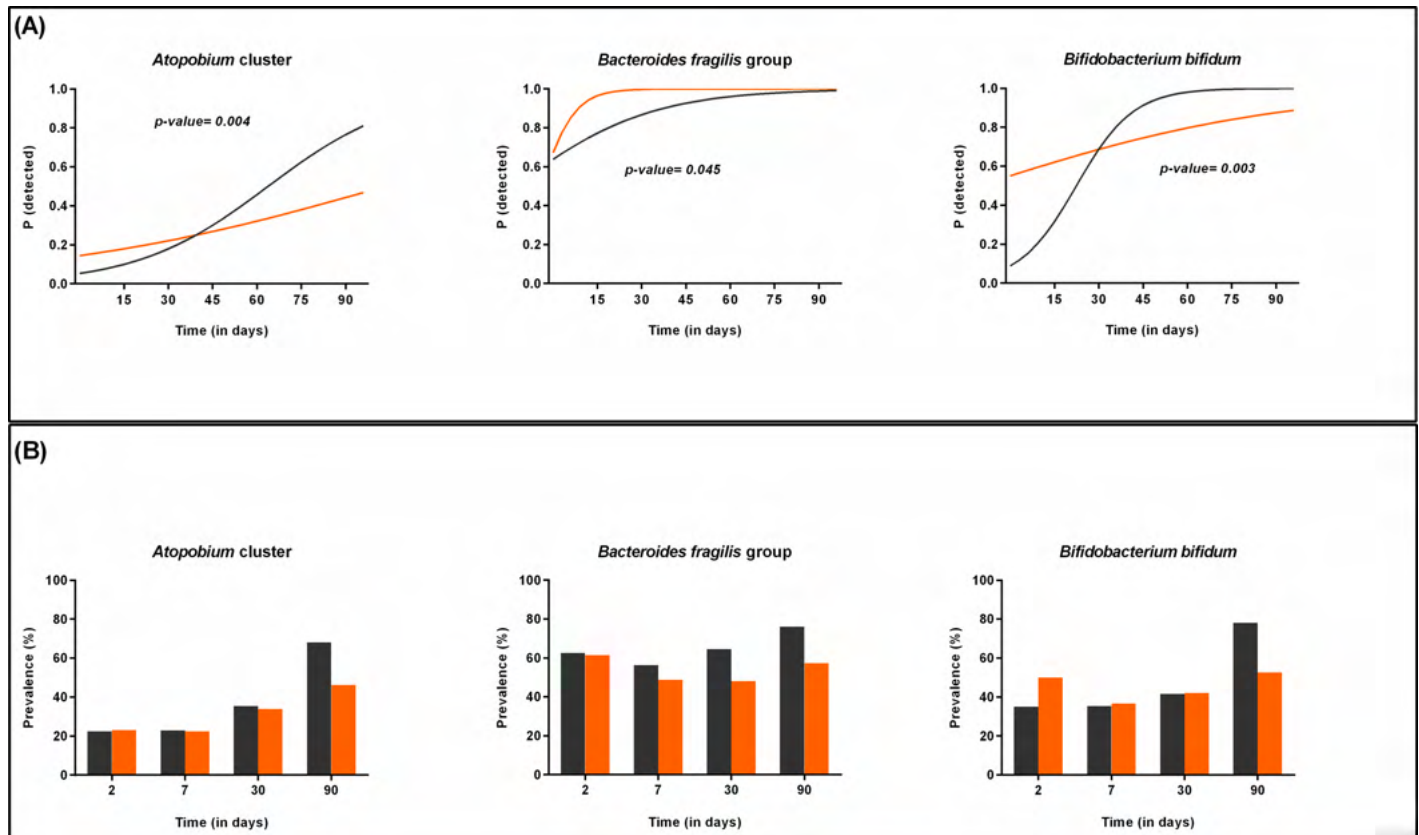 (A)
Atopobium cluster
1.0
0.8
0.6
0.4
0.2
0.0
P (detected)
p-value= 0.004
15 30 45 60 75 90
Time (in days)
Bacteroides fragilis group
1.0
0.8
0.6
0.4
0.2
0.0
P (detected)
p-value= 0.045
15 30 45 60 75 90
Time (in days)
Bifidobacterium bifidum
1.0
0.8
0.6
0.4
0.2
0.0
P (detected)
p-value= 0.003
15 30 45 60 75 90
Time (in days)
(B)
Atopobium cluster
100
80
60
40
20
0
Prevalence (%)
2 7 30 90
Time (in days)
Bacteroides fragilis group
100
80
60
40
20
0
Prevalence (%)
2 7 30 90
Time (in days)
Bifidobacterium bifidum
100
80
60
40
20
0
Prevalence (%)
2 7 30 90
Time (in days)